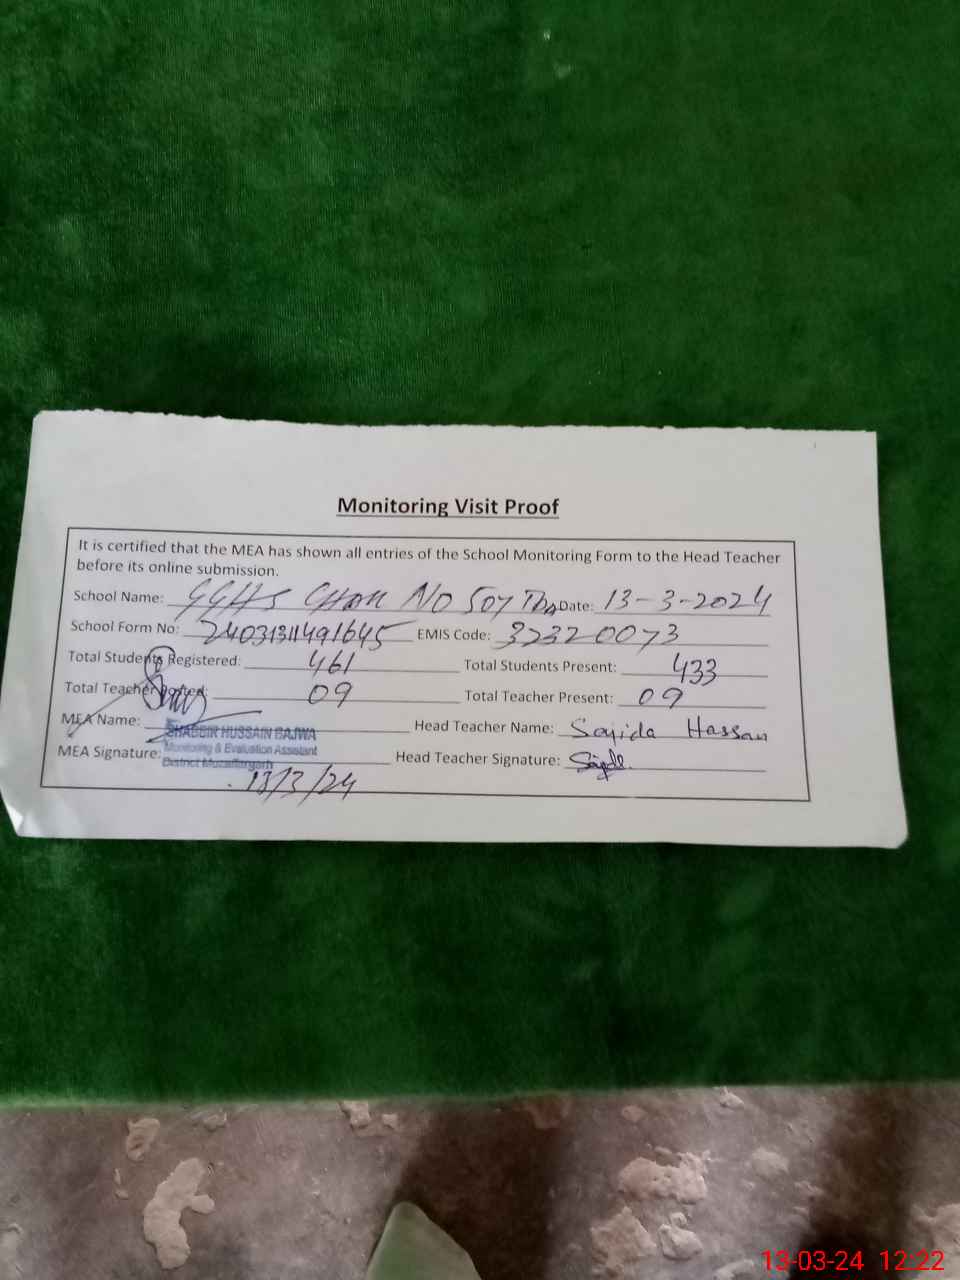 Monitoring Visit Proof
It is certified that the MEA has shown all entries of the School Monitoring Form to the Head Teacher
before its online submission.
School Name: GGHS CHAK NO 507 TDA Date: 13-3-2024
School Form No: 24031311491645 EMIS Code: 32320073
Total Students Registered: 461 Total Students Present: 433
Total Teacher Posted: 09 Total Teacher Present: 09
MEA Name: SHABBIR HUSSAIN BAJWA Head Teacher Name: Sajida Hassan
Monitoring & Evaluation Assistant
MEA Signature: District Muzaffargarh Head Teacher Signature:
13/3/24
13-03-24 12:22